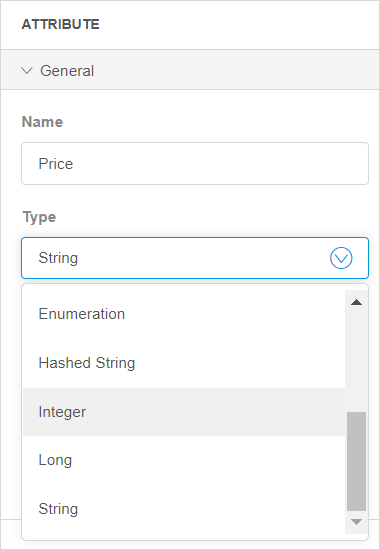 ATTRIBUTE
General
Name
Price
Type
String
Enumeration
Hashed String
Integer
Long
String